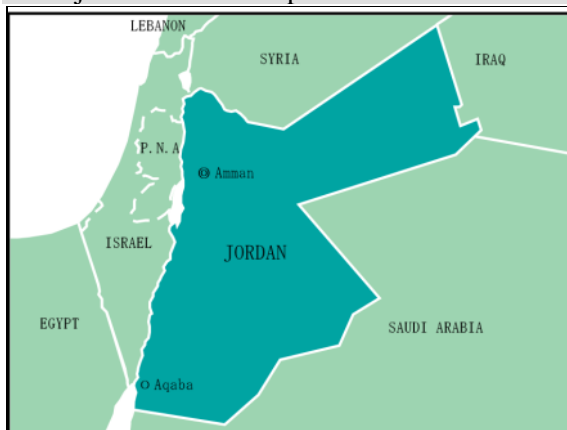 LEBANON
SYRIA
IRAQ
P.N.A
Amman
ISRAEL
JORDAN
EGYPT
SAUDI ARABIA
Aqaba